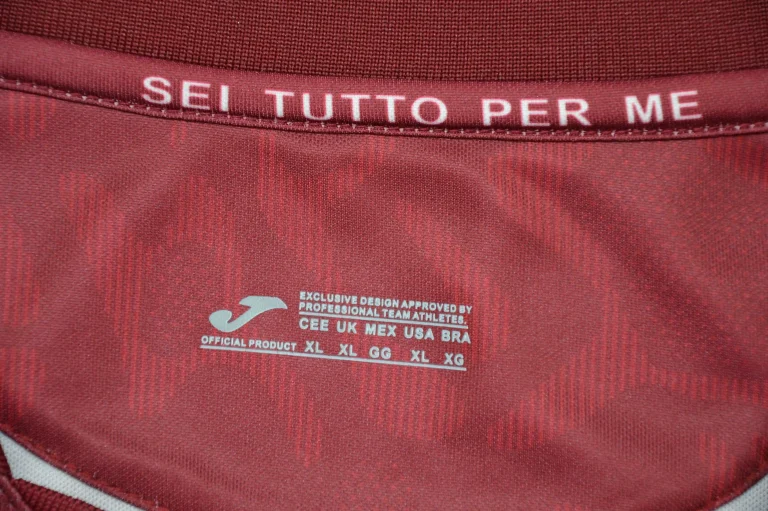 SEI TUTTO PER ME
EXCLUSIVE DESIGN APPROVED BY
PROFESSIONAL TEAM ATHLETES.
CEE UK MEX USA BRA
OFFICIAL PRODUCT XL XL GG XL XG